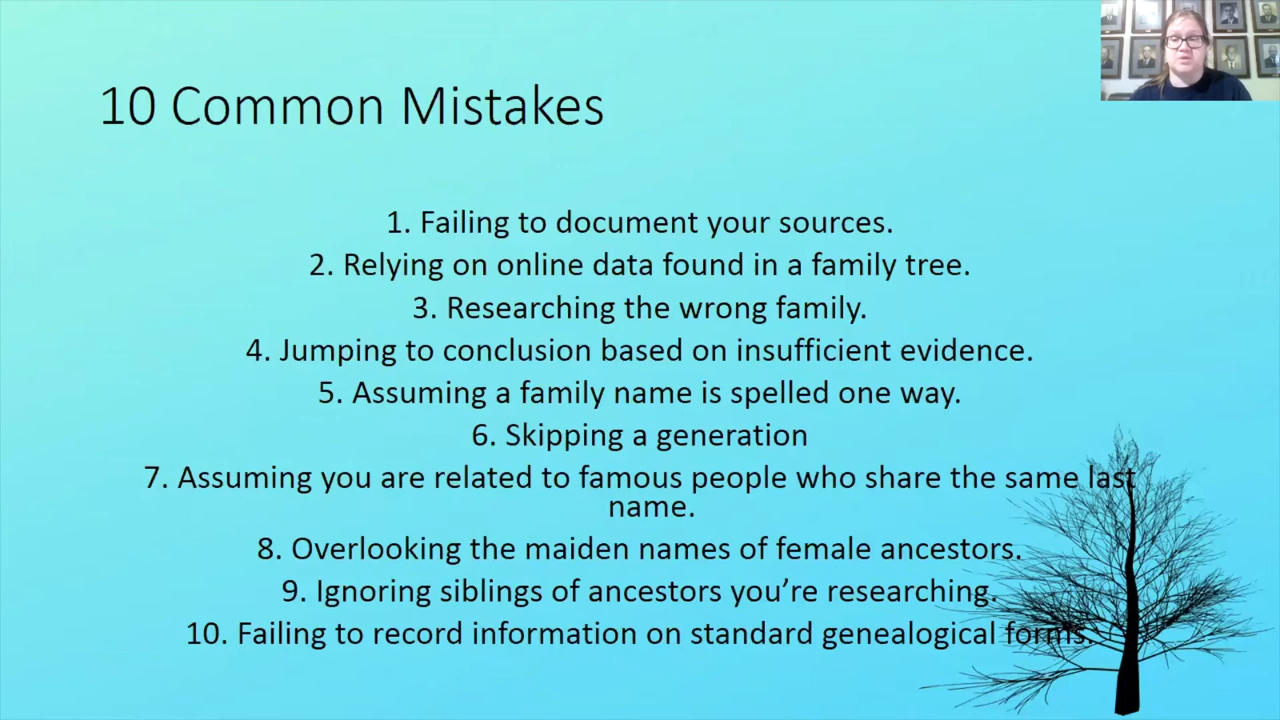 10 Common Mistakes
1. Failing to document your sources.
2. Relying on online data found in a family tree.
3. Researching the wrong family.
4. Jumping to conclusion based on insufficient evidence.
5. Assuming a family name is spelled one way.
6. Skipping a generation
7. Assuming you are related to famous people who share the same last
name.
8. Overlooking the maiden names of female ancestors.
9. Ignoring siblings of ancestors you’re researching.
10. Failing to record information on standard genealogical forms.